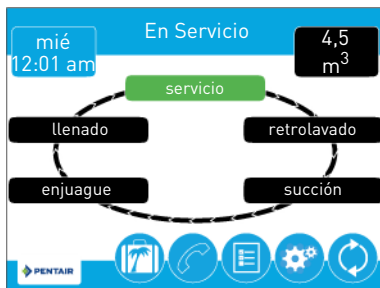 mié
12:01 am
En Servicio
4,5
m³
servicio
llenado
retrolavado
enjuague
succión
PENTAIR